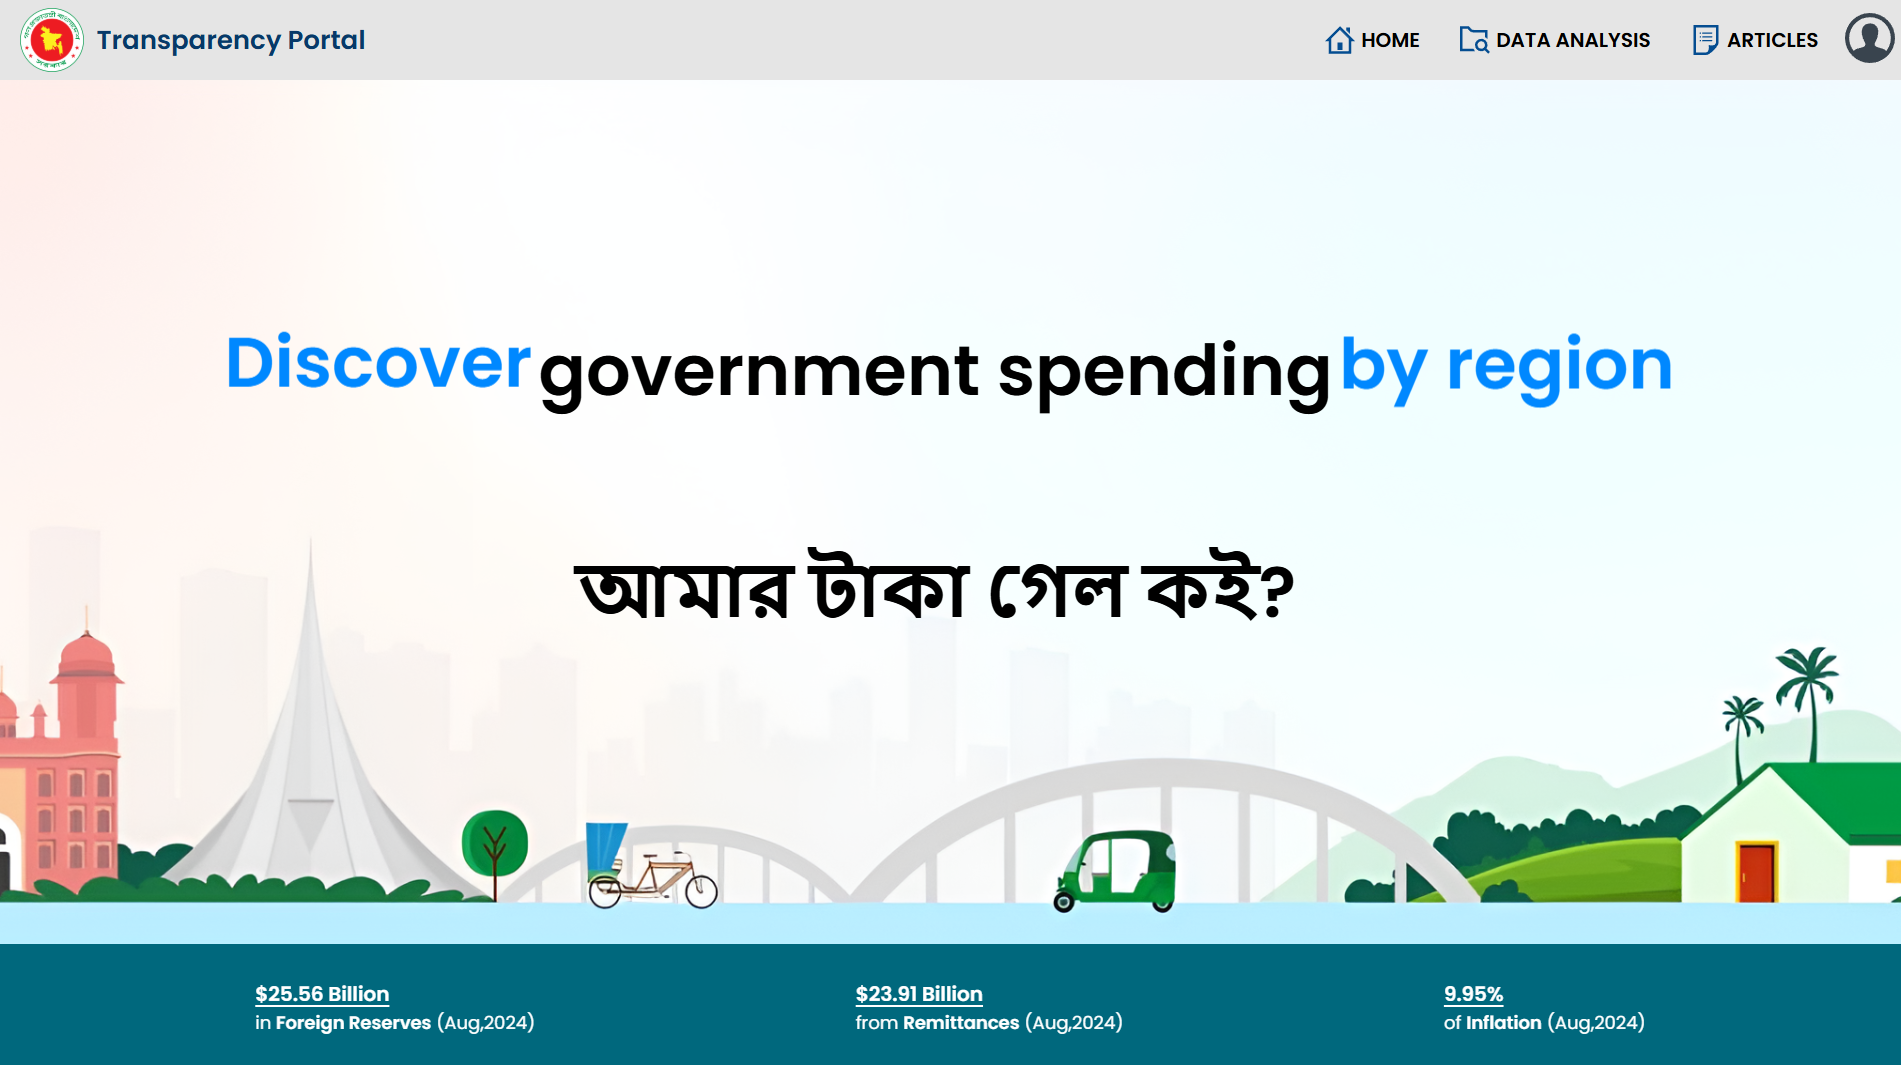 Transparency Portal
HOME
DATA ANALYSIS
ARTICLES
Discover government spending by region
আমার টাকা গেল কই?
$25.56 Billion
in Foreign Reserves (Aug,2024)
$23.91 Billion
from Remittances (Aug,2024)
9.95%
of Inflation (Aug,2024)